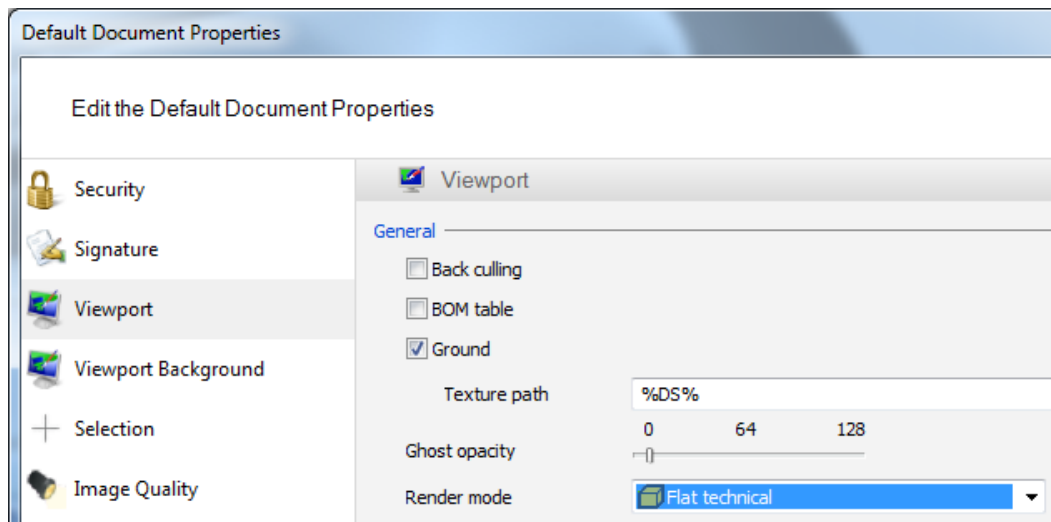 Default Document Properties
Edit the Default Document Properties
Security
Signature
Viewport
Viewport Background
Selection
Image Quality
Viewport
General
Back culling
BOM table
Ground
Texture path %DS%
0 64 128
Ghost opacity
Render mode Flat technical